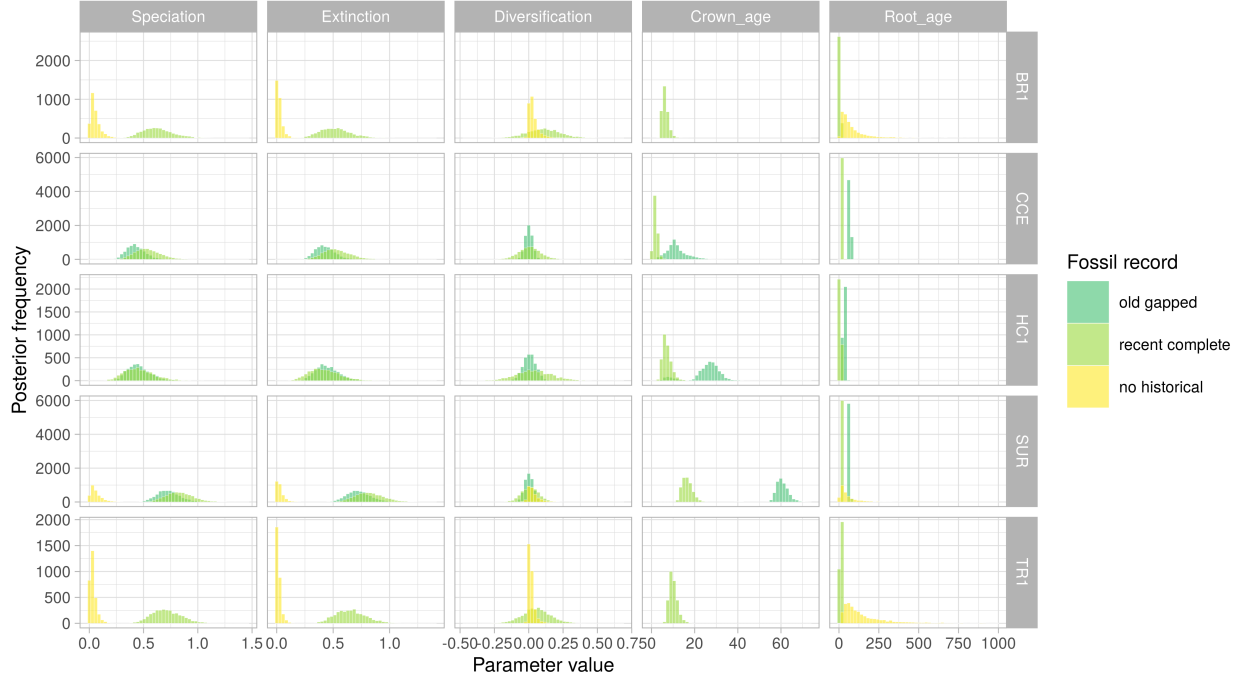 Speciation Extinction Diversification Crown_age Root_age
2000
1000
0
BR1
6000
4000
2000
0
CCE
2000
1500
1000
500
0
HC1
6000
4000
2000
0
SUR
2000
1500
1000
500
0
TR1
0.0 0.5 1.0 1.5 0.0 0.5 1.0 -0.50 -0.25 0.00 0.25 0.50 0.75 0 20 40 60 0 250 500 750 1000
Parameter value
Posterior frequency
Fossil record
old gapped
recent complete
no historical